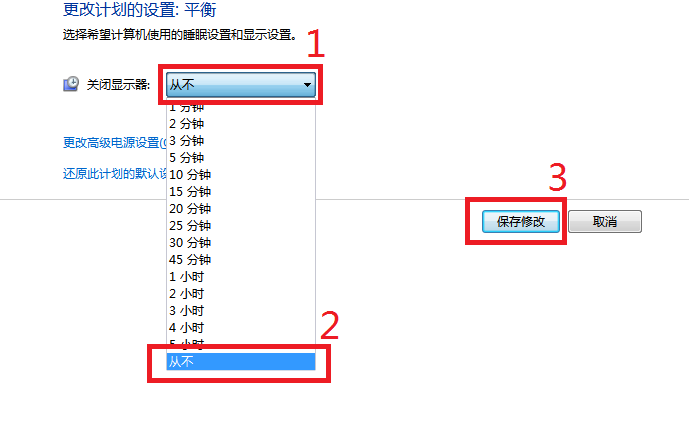 更改计划的设置: 平衡
选择希望计算机使用的睡眠设置和显示设置。
1
关闭显示器:
从不
1 分钟
2 分钟
3 分钟
5 分钟
10 分钟
15 分钟
20 分钟
25 分钟
30 分钟
45 分钟
1 小时
2 小时
3 小时
4 小时
5 小时
从不
2
更改高级电源设置(
还原此计划的默认设
3
保存修改
取消